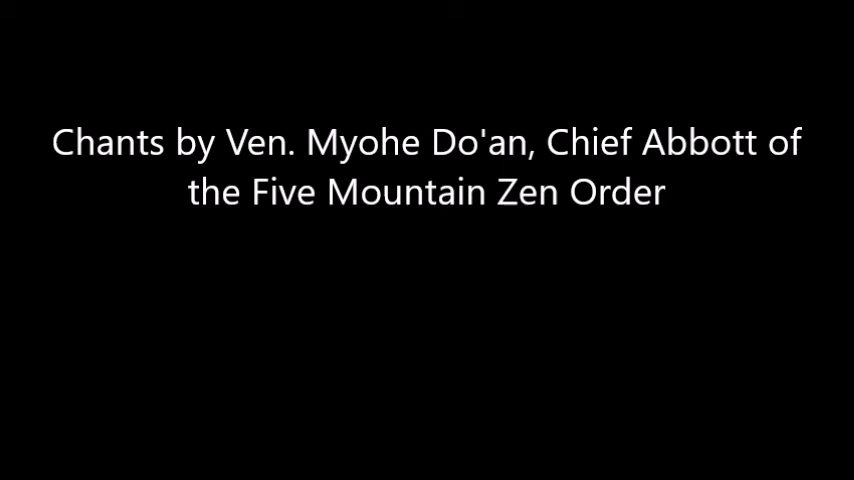 Chants by Ven. Myohe Do'an, Chief Abbott of
the Five Mountain Zen Order